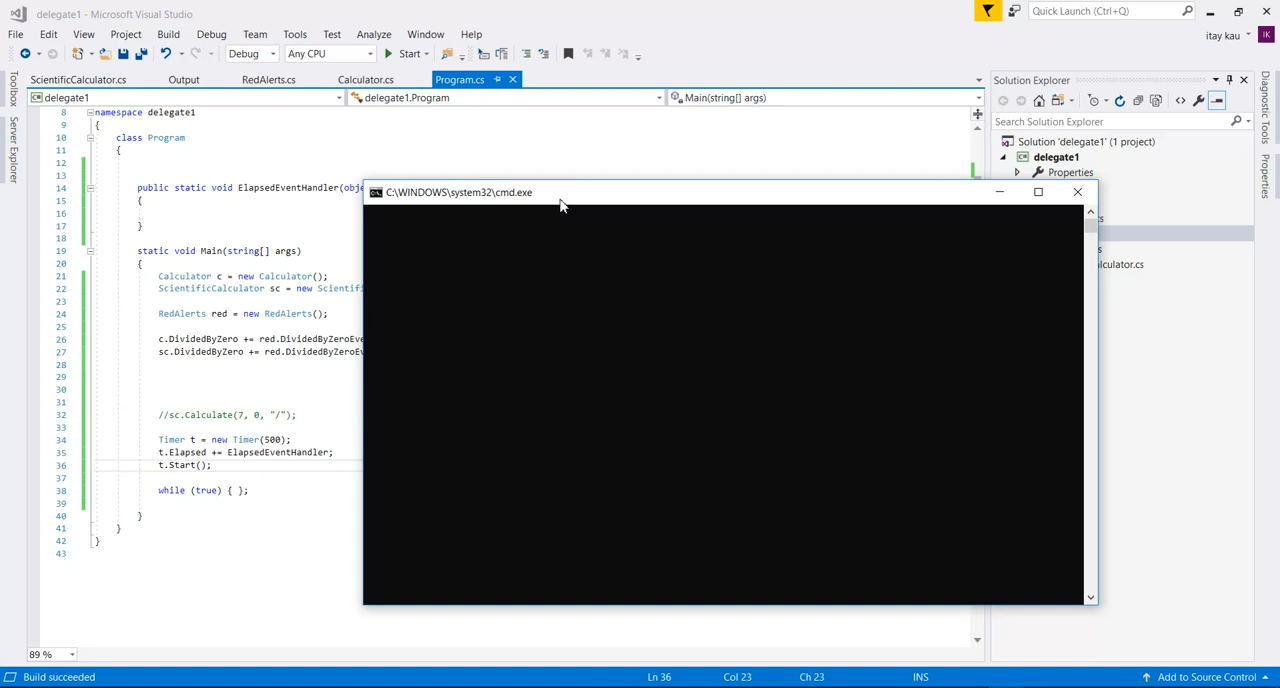 delegate1 - Microsoft Visual Studio
Quick Launch (Ctrl+Q)
File Edit View Project Build Debug Team Tools Test Analyze Window Help
itay kau
IK
Debug Any CPU Start
ScientificCalculator.cs Output RedAlerts.cs Calculator.cs Program.cs
delegate1 delegate1.Program Main(string[] args)
Toolbox
Server Explorer
8 namespace delegate1
9 {
10 class Program
11 {
12
13
14 public static void ElapsedEventHandler(obje
15 {
16
17 }
18
19 static void Main(string[] args)
20 {
21 Calculator c = new Calculator();
22 ScientificCalculator sc = new Scientifi
23
24 RedAlerts red = new RedAlerts();
25
26 c.DividedByZero += red.DividedByZeroEve
27 sc.DividedByZero += red.DividedByZeroEv
28
29
30
31
32 //sc.Calculate(7, 0, "/");
33
34 Timer t = new Timer(500);
35 t.Elapsed += ElapsedEventHandler;
36 t.Start();
37
38 while (true) { };
39
40 }
41 }
42 }
43
C:\WINDOWS\system32\cmd.exe
Solution Explorer
Search Solution Explorer
Solution 'delegate1' (1 project)
delegate1
Properties
cs
s
lculator.cs
Diagnostic Tools
Properties
89 %
Build succeeded Ln 36 Col 23 Ch 23 INS Add to Source Control